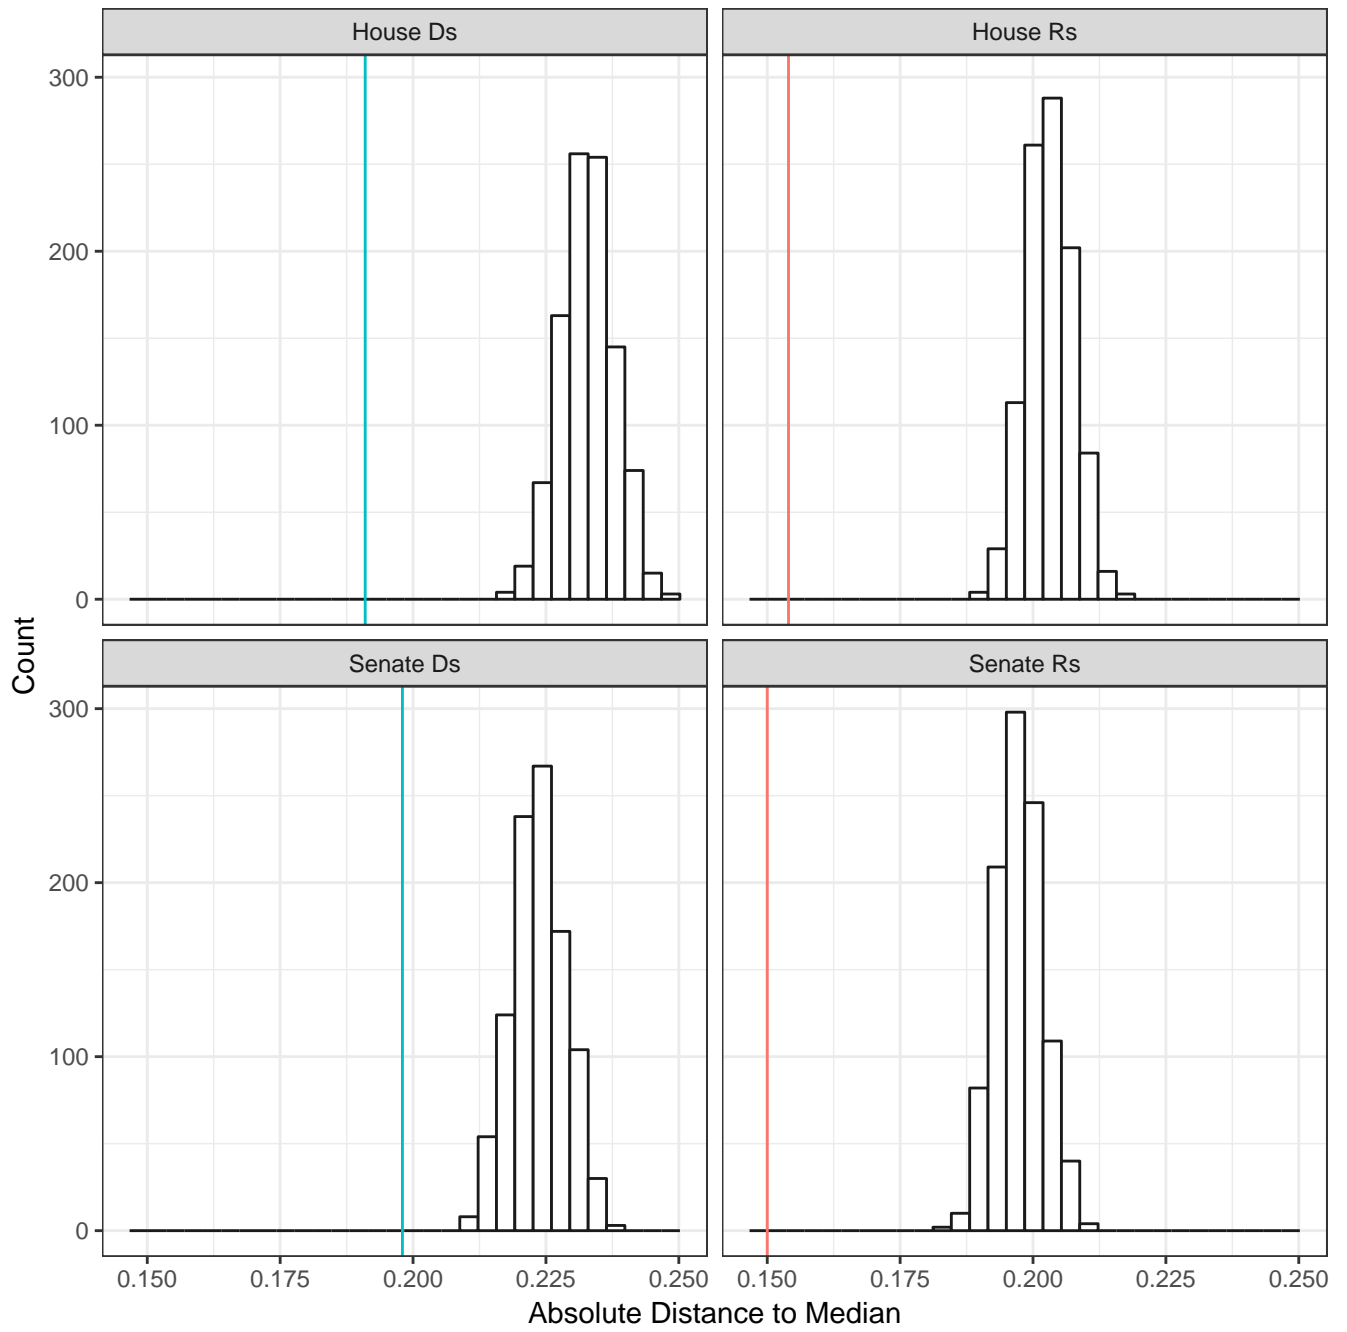 House Ds
House Rs
300
200
100
0
Count
Senate Ds
Senate Rs
300
200
100
0
0.150 0.175 0.200 0.225 0.250 0.150 0.175 0.200 0.225 0.250
Absolute Distance to Median